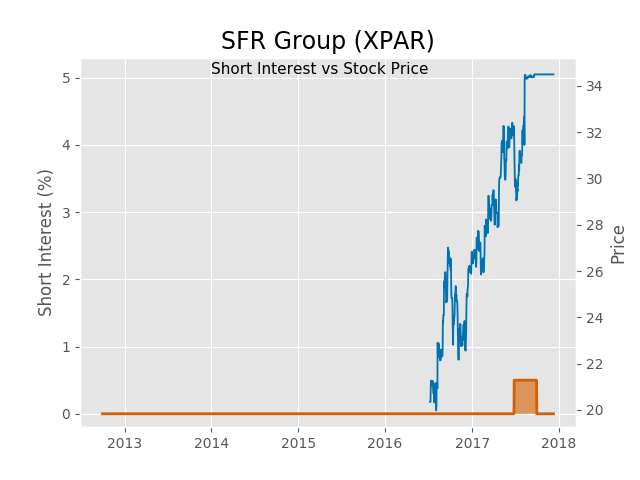 SFR Group (XPAR)
Short Interest vs Stock Price
Short Interest (%)
5
4
3
2
1
0
34
32
30
28
26
24
22
20
Price
2013 2014 2015 2016 2017 2018